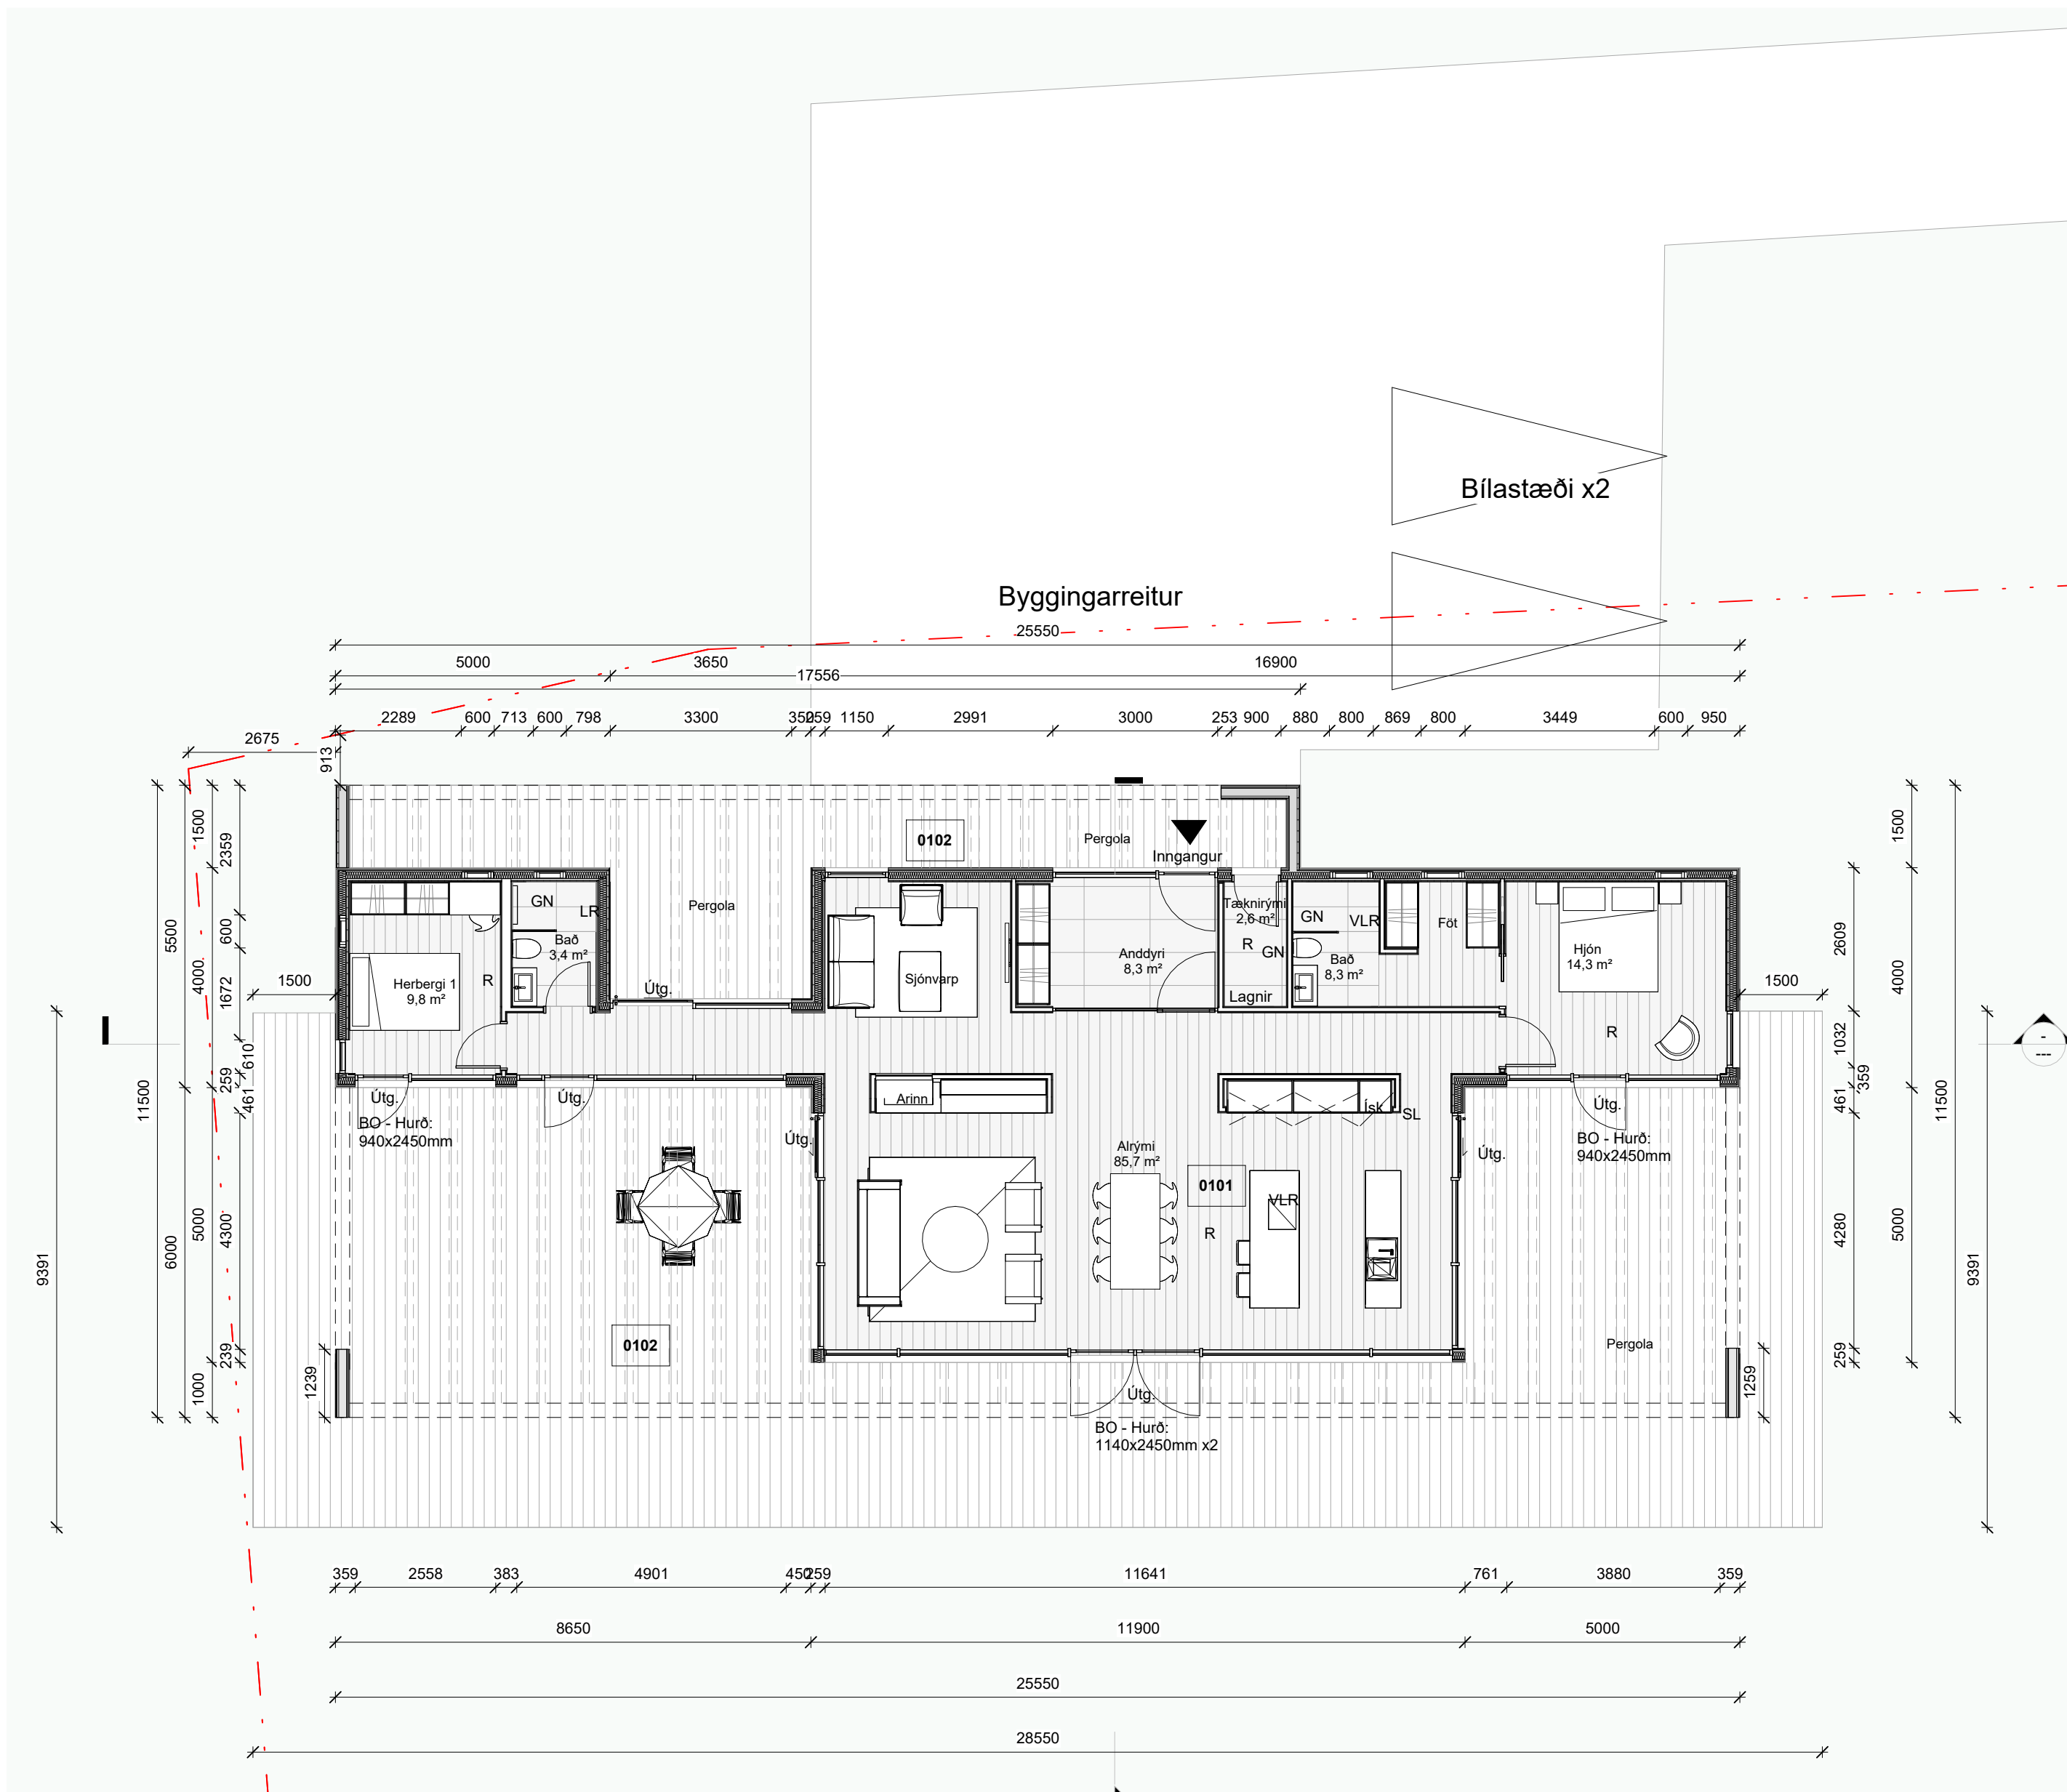 Bílastæði x2
Byggingarreitur
25550
5000
3650
16900
17556
2289
600
713
600
798
3300
350
259
1150
2991
3000
253
900
880
800
869
800
3449
600
950
2675
913
1500
2359
1500
5500
4000
600
1672
610
259
461
1500
11500
6000
5000
4300
239
1000
1239
9391
0102
Pergola
Inngangur
Pergola
GN
LR
Bað
3,4 m²
Herbergi 1
9,8 m²
R
Útg.
Sjónvarp
Anddyri
8,3 m²
Tæknirými
2,6 m²
R
GN
Lagnir
GN
VLR
Bað
8,3 m²
Föt
Hjón
14,3 m²
R
2609
4000
1500
1032
359
461
11500
4280
5000
9391
259
1259
Útg.
BO - Hurð:
940x2450mm
Útg.
Útg.
Arinn
Ísk
SL
Útg.
BO - Hurð:
940x2450mm
Útg.
Alrými
85,7 m²
0101
VLR
R
0102
Pergola
Útg.
BO - Hurð:
1140x2450mm x2
-
---
359
2558
383
4901
450
259
11641
761
3880
359
8650
11900
5000
25550
28550